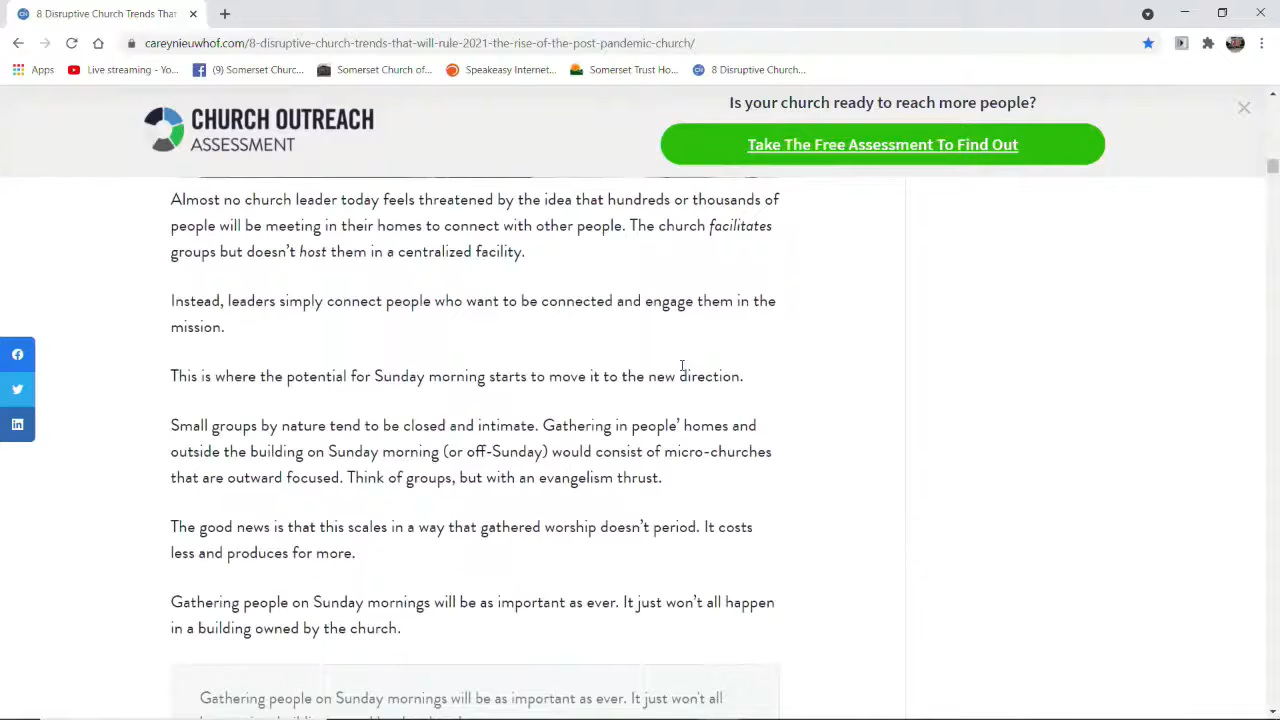 8 Disruptive Church Trends That
careynieuwhof.com/8-disruptive-church-trends-that-will-rule-2021-the-rise-of-the-post-pandemic-church/
Apps Live streaming - Yo... (9) Somerset Churc... Somerset Church of... Speakeasy Internet... Somerset Trust Ho... 8 Disruptive Church...
CHURCH OUTREACH
ASSESSMENT
Is your church ready to reach more people?
Take The Free Assessment To Find Out
Almost no church leader today feels threatened by the idea that hundreds or thousands of
people will be meeting in their homes to connect with other people. The church facilitates
groups but doesn’t host them in a centralized facility.
Instead, leaders simply connect people who want to be connected and engage them in the
mission.
This is where the potential for Sunday morning starts to move it to the new direction.
Small groups by nature tend to be closed and intimate. Gathering in people’ homes and
outside the building on Sunday morning (or off-Sunday) would consist of micro-churches
that are outward focused. Think of groups, but with an evangelism thrust.
The good news is that this scales in a way that gathered worship doesn’t period. It costs
less and produces for more.
Gathering people on Sunday mornings will be as important as ever. It just won’t all happen
in a building owned by the church.
Gathering people on Sunday mornings will be as important as ever. It just won't all